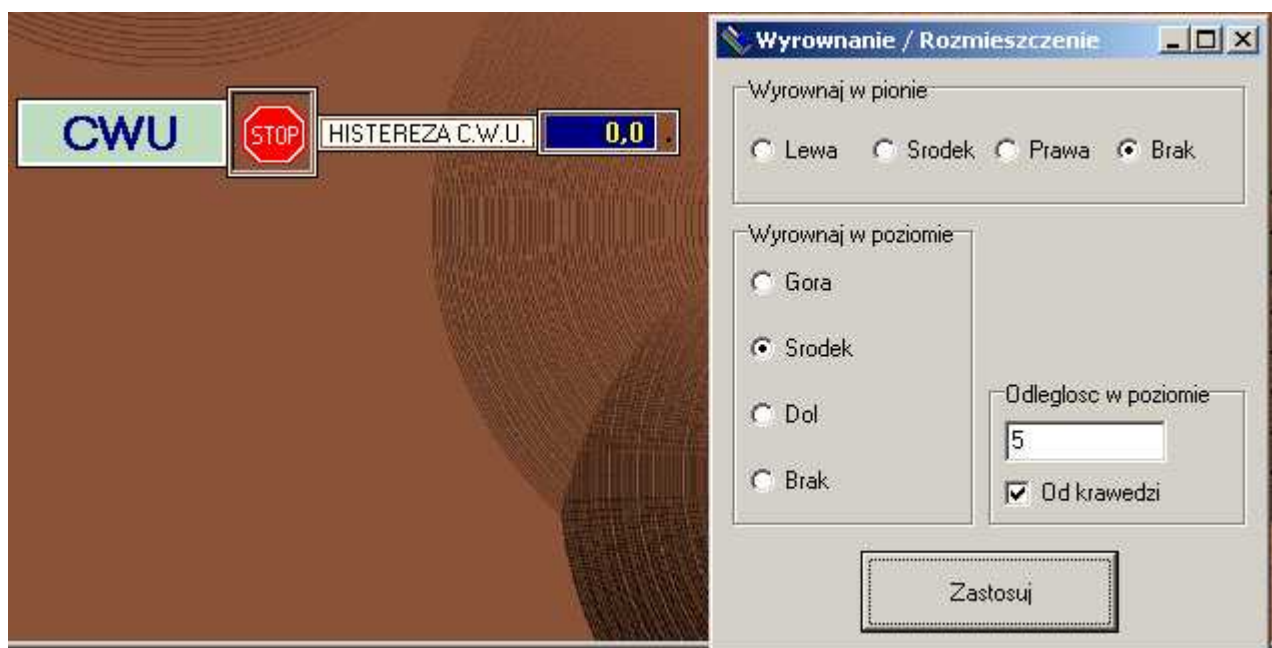 CWU
STOP
HISTEREZA C.W.U.
0,0
Wyrownanie / Rozmieszczenie
Wyrownaj w pionie
Lewa Srodek Prawa Brak
Wyrownaj w poziomie
Gora
Srodek
Dol
Brak
Odleglosc w poziomie
5
Od krawedzi
Zastosuj